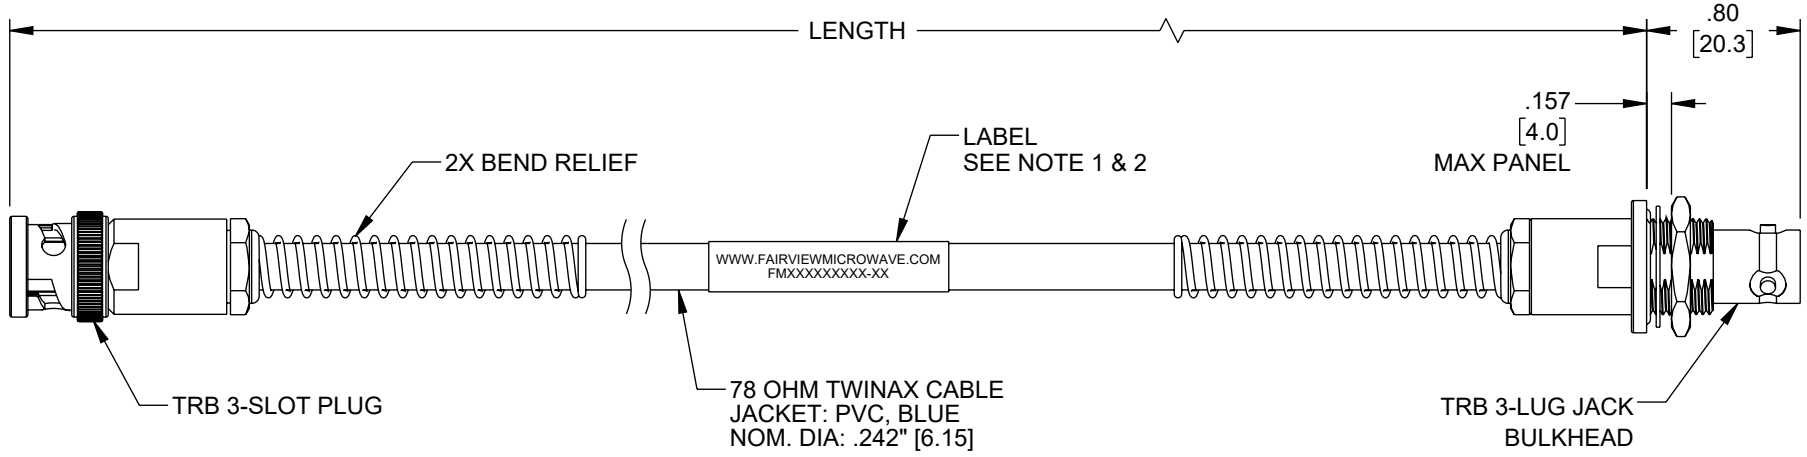 LENGTH
.80
[20.3]
.157
[4.0]
MAX PANEL
LABEL
SEE NOTE 1 & 2
2X BEND RELIEF
WWW.FAIRVIEWMICROWAVE.COM
FMXXXXXXXXX-XX
TRB 3-SLOT PLUG
78 OHM TWINAX CABLE
JACKET: PVC, BLUE
NOM. DIA: .242" [6.15]
TRB 3-LUG JACK
BULKHEAD